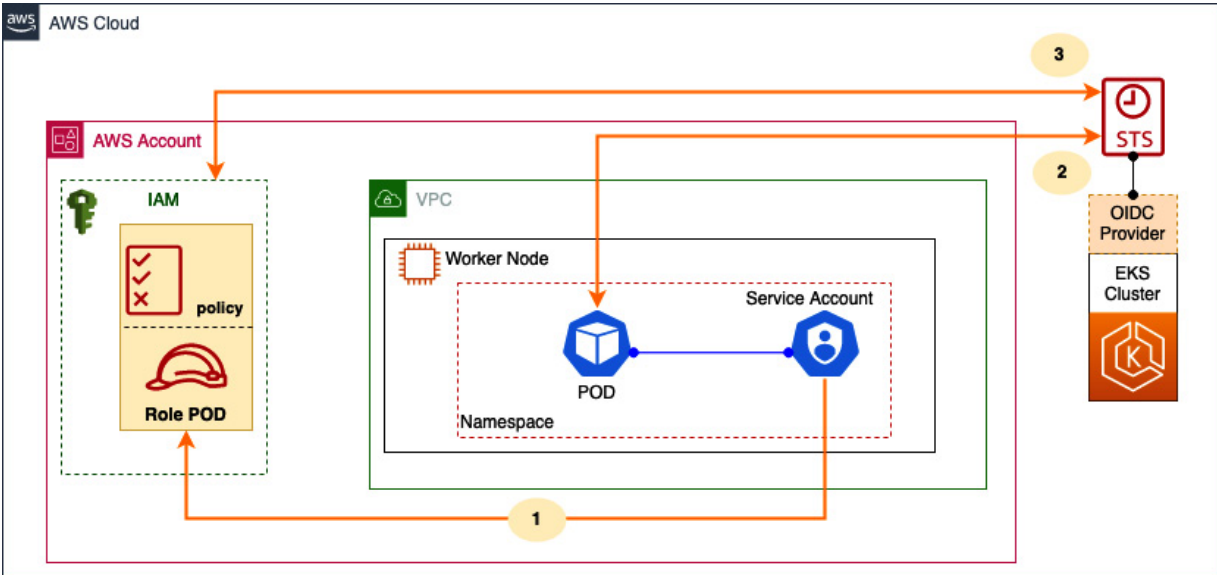 aws
AWS Cloud
3
STS
AWS Account
2
IAM
VPC
OIDC
Provider
Worker Node
EKS
Cluster
policy
Service Account
K
POD
Role POD
Namespace
1